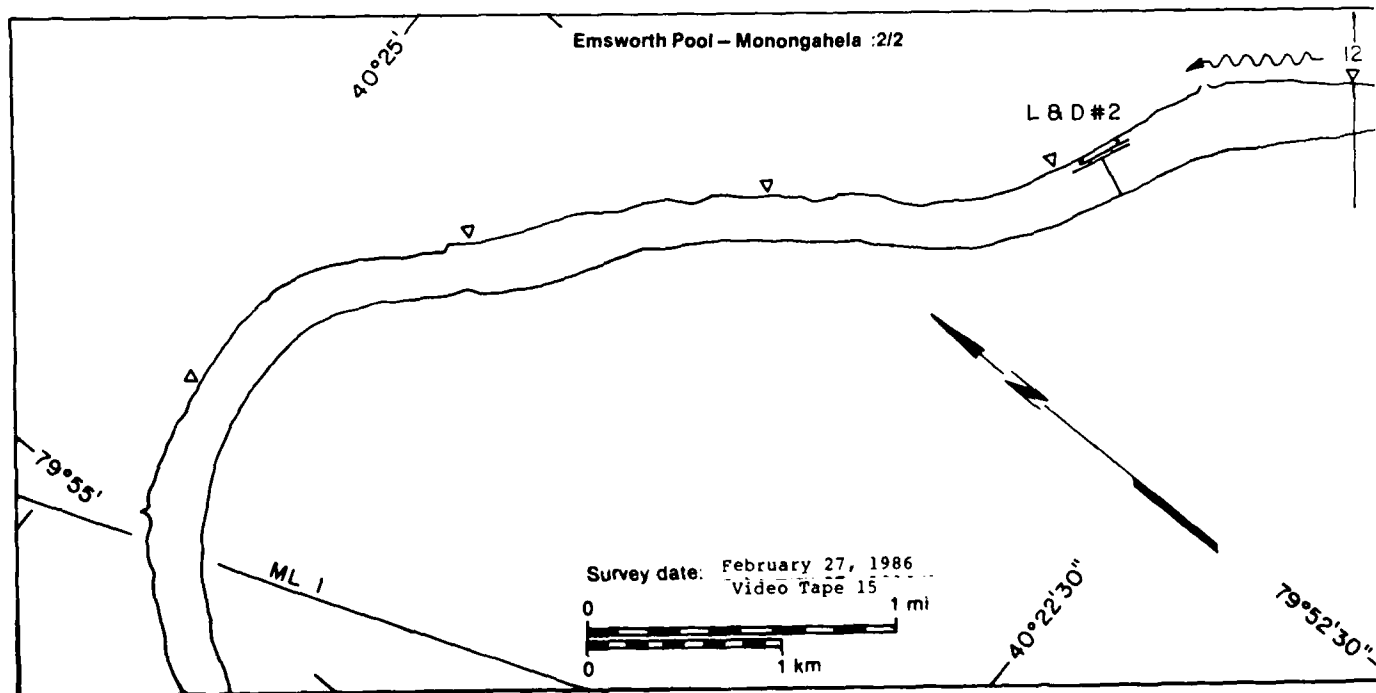 Emsworth Pool – Monongahela :2/2
40°25'
12
L & D #2
79°55'
ML 1
Survey date: February 27, 1986
Video Tape 15
0 1 mi
0 1 km
40°22'30"
79°52'30"